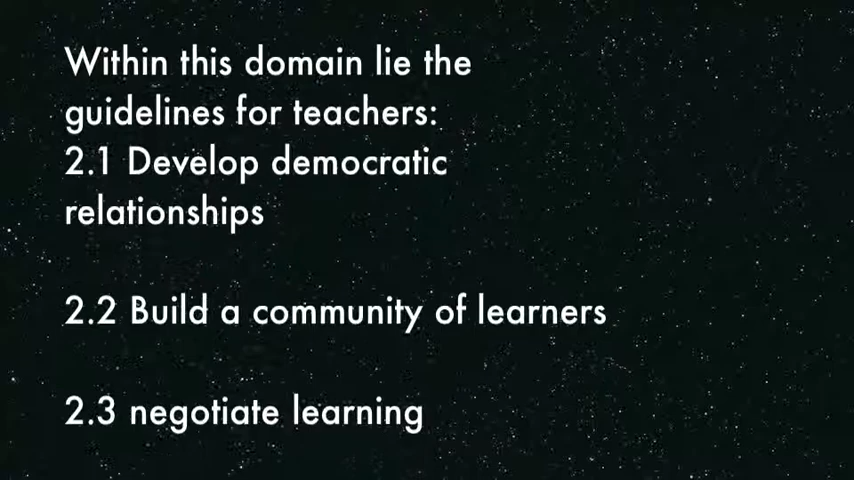 Within this domain lie the
guidelines for teachers:
2.1 Develop democratic
relationships
2.2 Build a community of learners
2.3 negotiate learning